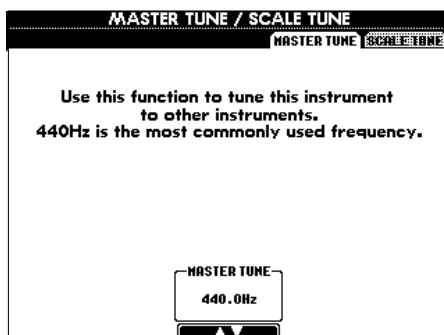 MASTER TUNE / SCALE TUNE
MASTER TUNE SCALE TUNE
Use this function to tune this instrument
to other instruments.
440Hz is the most commonly used frequency.
MASTER TUNE
440.0Hz